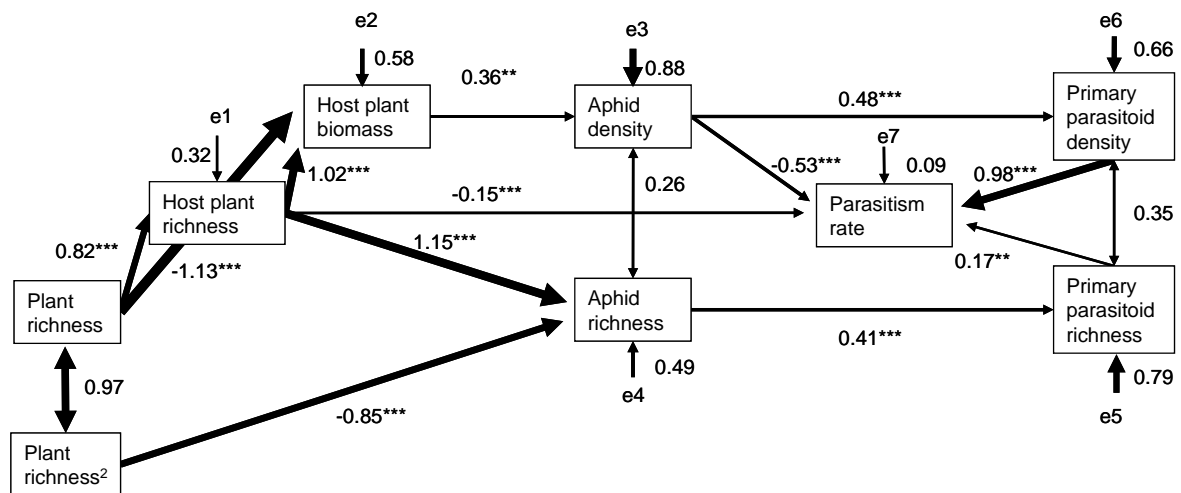 e2
e3
e6
0.58
0.88
0.66
Host plant
biomass
0.36**
Aphid
density
0.48***
Primary
parasitoid
density
e1
0.32
1.02***
e7
0.09
-0.53***
0.98***
Host plant
richness
-0.15***
0.26
Parasitism
rate
0.35
0.82***
-1.13***
1.15***
0.17**
Plant
richness
Aphid
richness
0.41***
Primary
parasitoid
richness
0.97
0.49
e4
0.79
e5
-0.85***
Plant
richness²